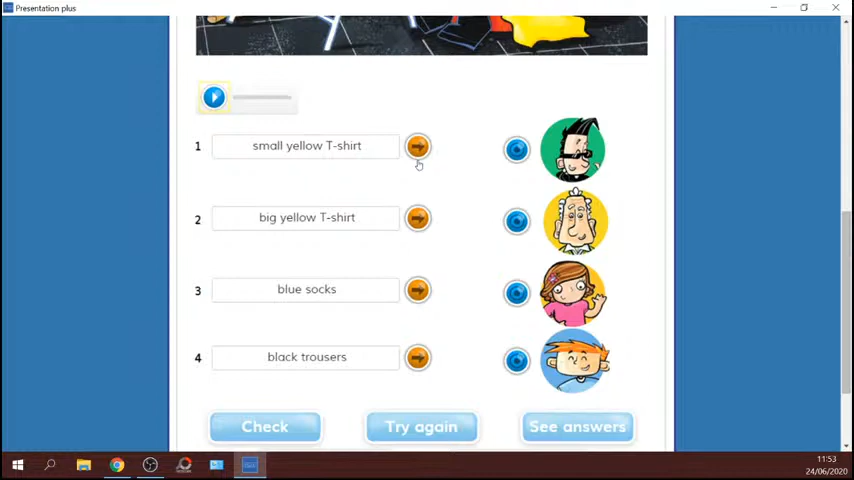 Presentation plus
1 small yellow T-shirt
2 big yellow T-shirt
3 blue socks
4 black trousers
Check Try again See answers
11:53
24/06/2020